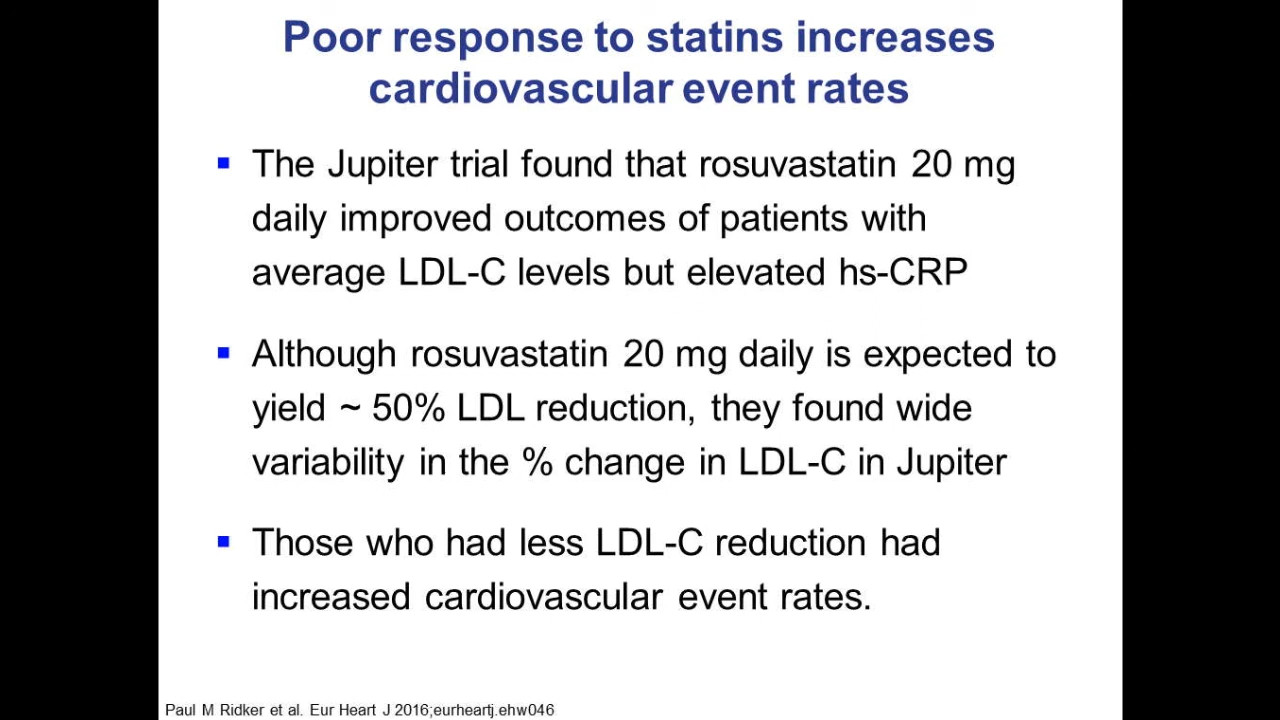 Poor response to statins increases
cardiovascular event rates
▪ The Jupiter trial found that rosuvastatin 20 mg
daily improved outcomes of patients with
average LDL-C levels but elevated hs-CRP
▪ Although rosuvastatin 20 mg daily is expected to
yield ~ 50% LDL reduction, they found wide
variability in the % change in LDL-C in Jupiter
▪ Those who had less LDL-C reduction had
increased cardiovascular event rates.
Paul M Ridker et al. Eur Heart J 2016;eurheartj.ehw046